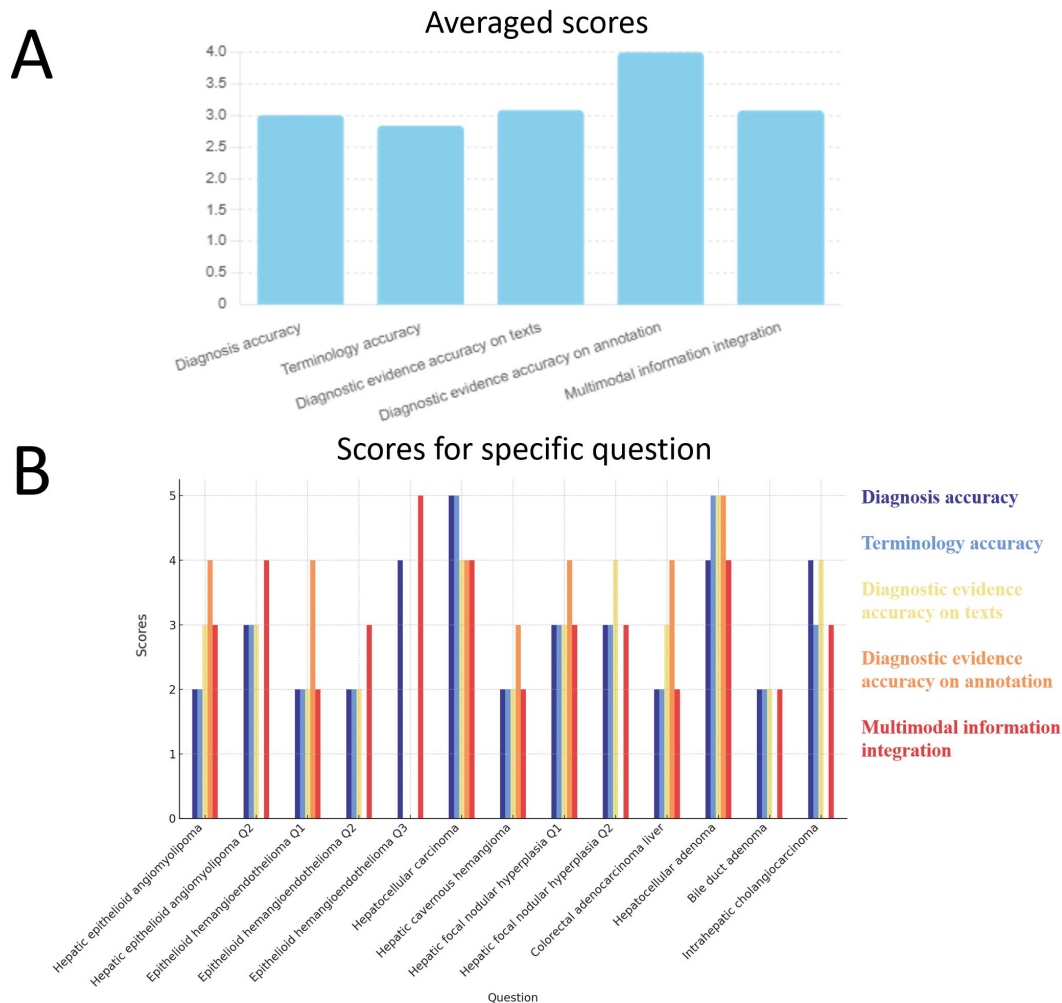 A
Averaged scores
4.0
3.5
3.0
2.5
2.0
1.5
1.0
0.5
0
Diagnosis accuracy
Terminology accuracy
Diagnostic evidence accuracy on texts
Diagnostic evidence accuracy on annotation
Multimodal information integration
B
Scores for specific question
5
4
3
2
1
0
Scores
Hepatic epithelioid angiomyolipoma
Hepatic epithelioid angiomyolipoma Q2
Epithelioid hemangioendothelioma Q1
Epithelioid hemangioendothelioma Q2
Epithelioid hemangioendothelioma Q3
Hepatocellular carcinoma
Hepatic cavernous hemangioma
Hepatic focal nodular hyperplasia Q1
Hepatic focal nodular hyperplasia Q2
Colorectal adenocarcinoma liver
Hepatocellular adenoma
Bile duct adenoma
Intrahepatic cholangiocarcinoma
Question
Diagnosis accuracy
Terminology accuracy
Diagnostic evidence
accuracy on texts
Diagnostic evidence
accuracy on annotation
Multimodal information
integration